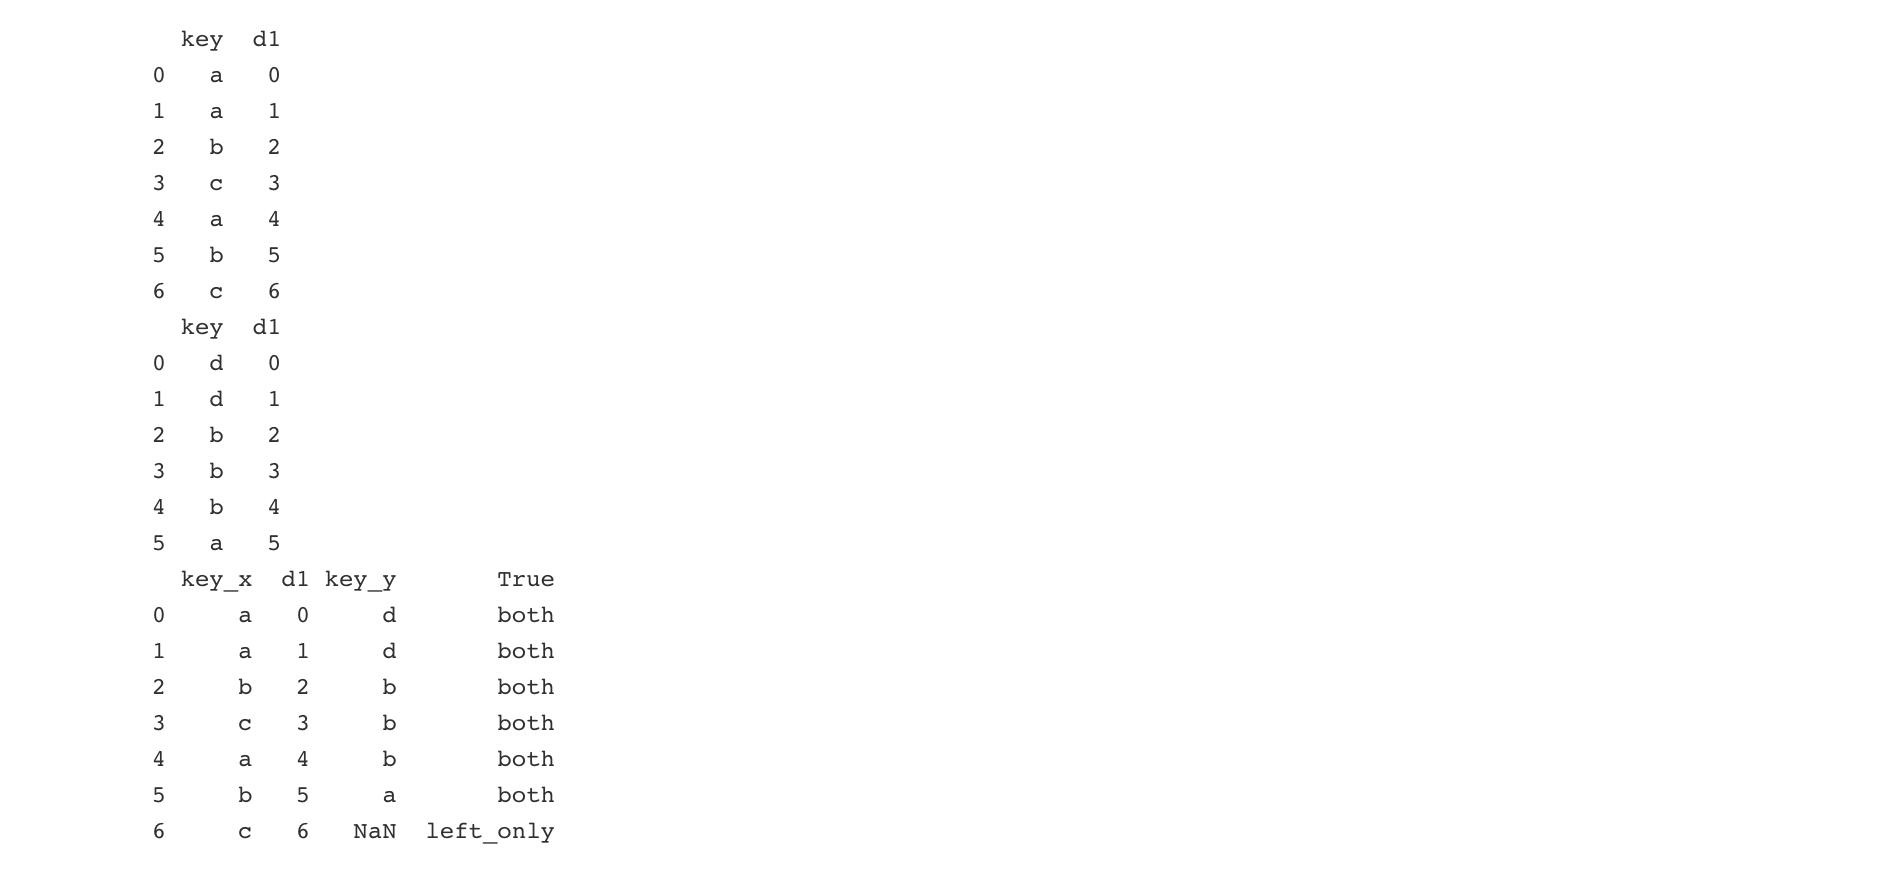 key  d1
0   a   0
1   a   1
2   b   2
3   c   3
4   a   4
5   b   5
6   c   6
  key  d1
0   d   0
1   d   1
2   b   2
3   b   3
4   b   4
5   a   5
  key_x  d1 key_y       True
0     a   0     d       both
1     a   1     d       both
2     b   2     b       both
3     c   3     b       both
4     a   4     b       both
5     b   5     a       both
6     c   6   NaN  left_only